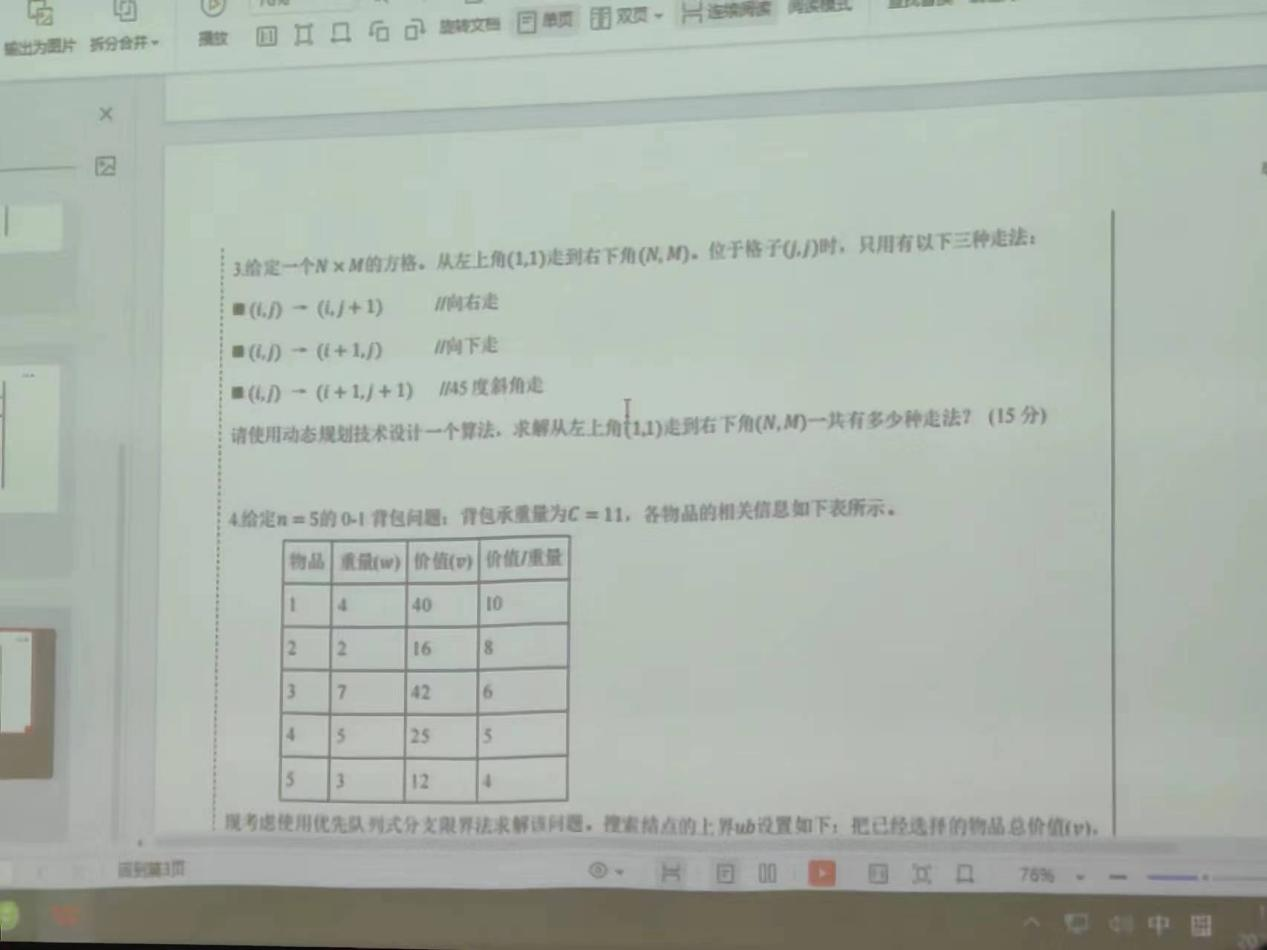 输出为图片 拆分合并 播放 旋转文档 单页 双页 连续阅读 阅读模式
3.给定一个N×M的方格。从左上角(1,1)走到右下角(N,M)。位于格子(i,j)时，只用有以下三种走法：
■(i,j) → (i,j+1) //向右走
■(i,j) → (i+1,j) //向下走
■(i,j) → (i+1,j+1) //45度斜角走
请使用动态规划技术设计一个算法，求解从左上角(1,1)走到右下角(N,M)一共有多少种走法？ (15分)
4.给定n=5的0-1背包问题：背包承重量为C=11，各物品的相关信息如下表所示。
物品 重量(w) 价值(v) 价值/重量
1 4 40 10
2 2 16 8
3 7 42 6
4 5 25 5
5 3 12 4
现考虑使用优先队列式分支限界法求解该问题。搜索结点的上界ub设置如下：把已经选择的物品总价值(v),
回到第3页 76%
中